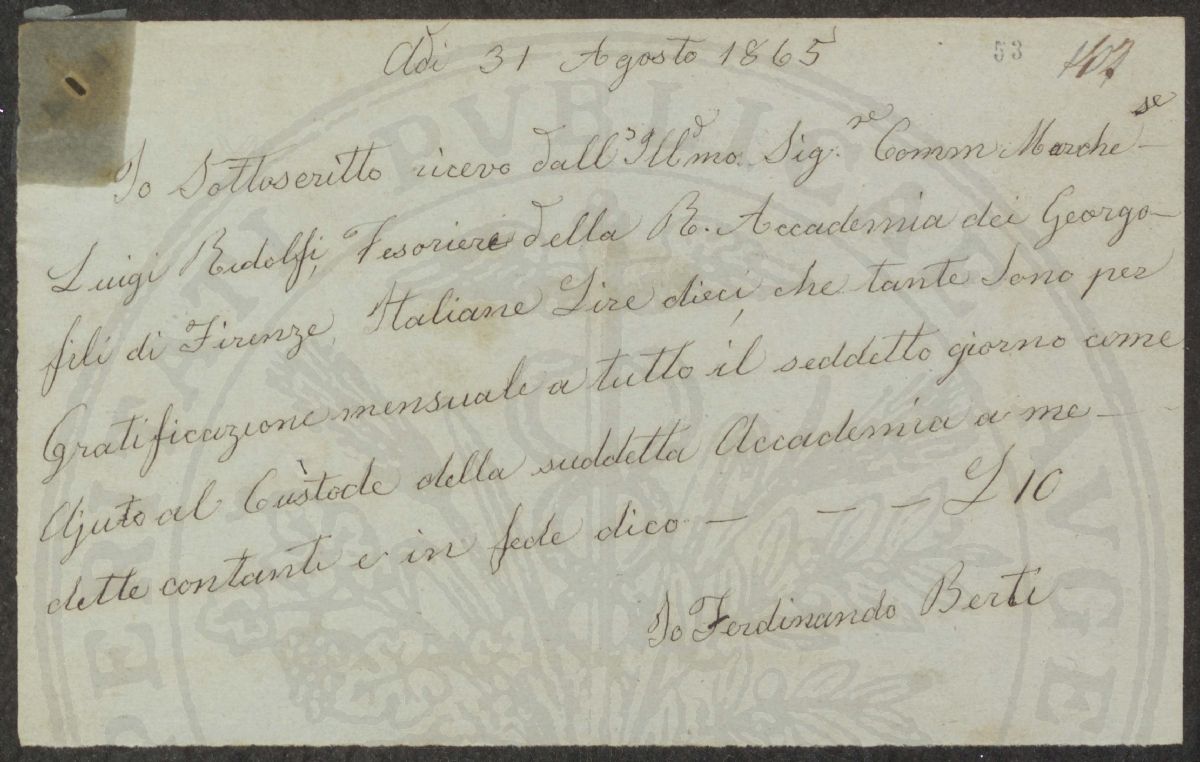 Adì 31 Agosto 1865
53
Io Sottoscritto ricevo dall'Ill.mo Sig.re Comm. Marche-se
Luigi Ridolfi, Tesoriere della R. Accademia dei Georgo-
fili di Firenze, Italiane Lire dieci, che tante sono per
Gratificazione mensuale a tutto il seddetto giorno come
Ajuto al Custode della suddetta Accademia a me -
dette contanti e in fede dico - - - L 10
Io Ferdinando Berti